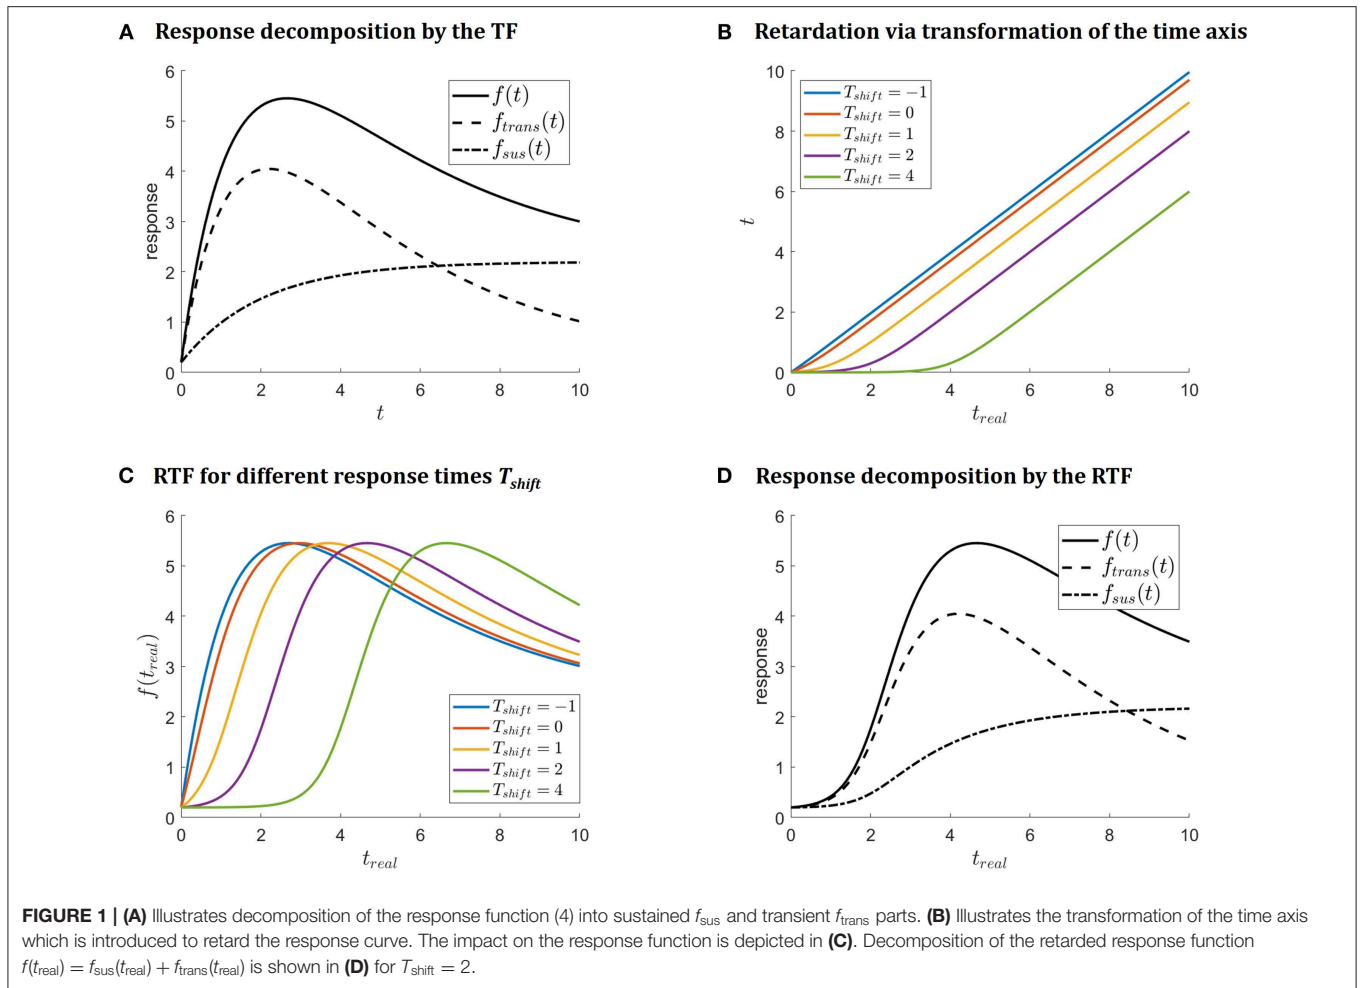 A Response decomposition by the TF
6
5
4
3
2
1
0
response
0 2 4 6 8 10
t
f(t)
f_trans(t)
f_sus(t)
B Retardation via transformation of the time axis
10
8
6
4
2
0
t
0 2 4 6 8 10
t_real
T_shift = −1
T_shift = 0
T_shift = 1
T_shift = 2
T_shift = 4
C RTF for different response times T_shift
6
5
4
3
2
1
0
f(t_real)
0 2 4 6 8 10
t_real
T_shift = −1
T_shift = 0
T_shift = 1
T_shift = 2
T_shift = 4
D Response decomposition by the RTF
6
5
4
3
2
1
0
response
0 2 4 6 8 10
t_real
f(t)
f_trans(t)
f_sus(t)
FIGURE 1 | (A) Illustrates decomposition of the response function (4) into sustained f_sus and transient f_trans parts. (B) Illustrates the transformation of the time axis
which is introduced to retard the response curve. The impact on the response function is depicted in (C). Decomposition of the retarded response function
f(t_real) = f_sus(t_real) + f_trans(t_real) is shown in (D) for T_shift = 2.